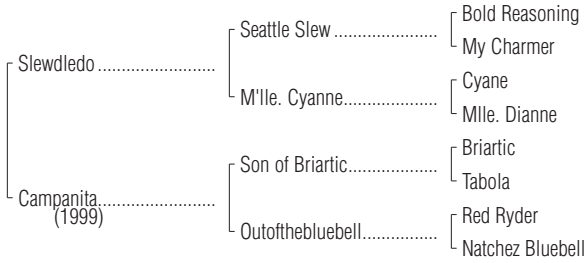 Bold Reasoning
Seattle Slew ......................
My Charmer
Slewdledo .........................
Cyane
M'lle. Cyanne....................
Mlle. Dianne
Briartic
Son of Briartic...................
Tabola
Campanita.........................
(1999)
Red Ryder
Outofthebluebell................
Natchez Bluebell